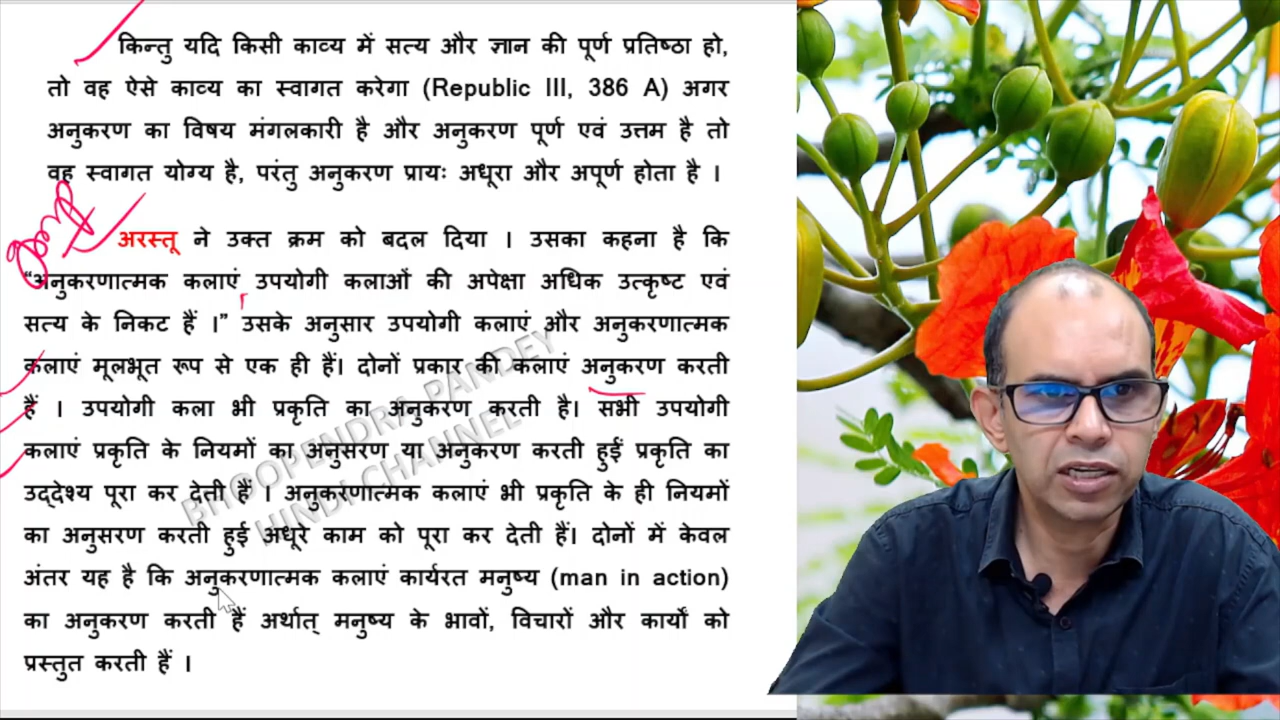 किन्तु यदि किसी काव्य में सत्य और ज्ञान की पूर्ण प्रतिष्ठा हो,
तो वह ऐसे काव्य का स्वागत करेगा (Republic III, 386 A) अगर
अनुकरण का विषय मंगलकारी है और अनुकरण पूर्ण एवं उत्तम है तो
वह स्वागत योग्य है, परंतु अनुकरण प्रायः अधूरा और अपूर्ण होता है ।
अरस्तू ने उक्त क्रम को बदल दिया । उसका कहना है कि
“अनुकरणात्मक कलाएं उपयोगी कलाओं की अपेक्षा अधिक उत्कृष्ट एवं
सत्य के निकट हैं ।” उसके अनुसार उपयोगी कलाएं और अनुकरणात्मक
कलाएं मूलभूत रूप से एक ही हैं। दोनों प्रकार की कलाएं अनुकरण करती
हैं । उपयोगी कला भी प्रकृति का अनुकरण करती है। सभी उपयोगी
कलाएं प्रकृति के नियमों का अनुसरण या अनुकरण करती हुईं प्रकृति का
उद्देश्य पूरा कर देती हैं । अनुकरणात्मक कलाएं भी प्रकृति के ही नियमों
का अनुसरण करती हुई अधूरे काम को पूरा कर देती हैं। दोनों में केवल
अंतर यह है कि अनुकरणात्मक कलाएं कार्यरत मनुष्य (man in action)
का अनुकरण करती हैं अर्थात् मनुष्य के भावों, विचारों और कार्यों को
प्रस्तुत करती हैं ।
BHOOPENDRA PANDEY
HINDI CHANNEL